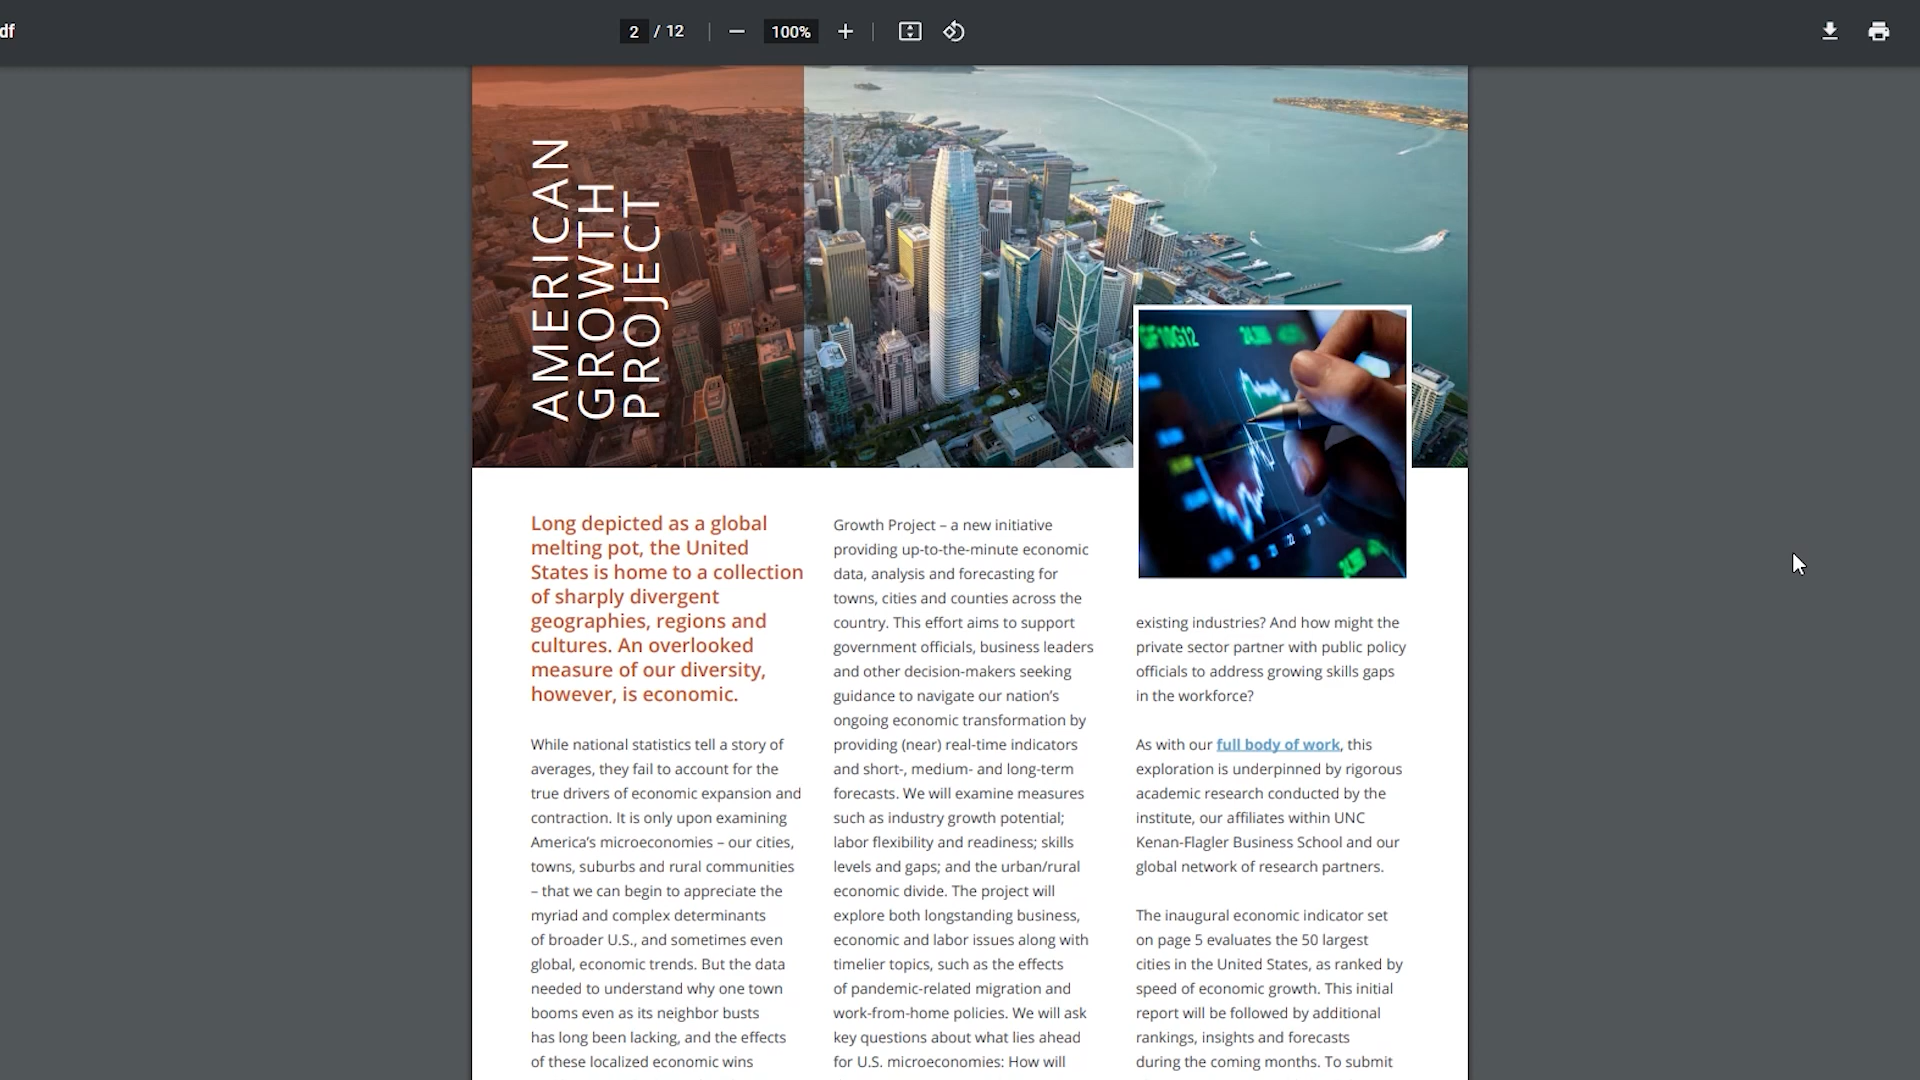 df
2 / 12
100%
AMERICAN
GROWTH
PROJECT
Long depicted as a global
melting pot, the United
States is home to a collection
of sharply divergent
geographies, regions and
cultures. An overlooked
measure of our diversity,
however, is economic.
While national statistics tell a story of
averages, they fail to account for the
true drivers of economic expansion and
contraction. It is only upon examining
America’s microeconomies – our cities,
towns, suburbs and rural communities
– that we can begin to appreciate the
myriad and complex determinants
of broader U.S., and sometimes even
global, economic trends. But the data
needed to understand why one town
booms even as its neighbor busts
has long been lacking, and the effects
of these localized economic wins
Growth Project – a new initiative
providing up-to-the-minute economic
data, analysis and forecasting for
towns, cities and counties across the
country. This effort aims to support
government officials, business leaders
and other decision-makers seeking
guidance to navigate our nation’s
ongoing economic transformation by
providing (near) real-time indicators
and short-, medium- and long-term
forecasts. We will examine measures
such as industry growth potential;
labor flexibility and readiness; skills
levels and gaps; and the urban/rural
economic divide. The project will
explore both longstanding business,
economic and labor issues along with
timelier topics, such as the effects
of pandemic-related migration and
work-from-home policies. We will ask
key questions about what lies ahead
for U.S. microeconomies: How will
existing industries? And how might the
private sector partner with public policy
officials to address growing skills gaps
in the workforce?
As with our full body of work, this
exploration is underpinned by rigorous
academic research conducted by the
institute, our affiliates within UNC
Kenan-Flagler Business School and our
global network of research partners.
The inaugural economic indicator set
on page 5 evaluates the 50 largest
cities in the United States, as ranked by
speed of economic growth. This initial
report will be followed by additional
rankings, insights and forecasts
during the coming months. To submit